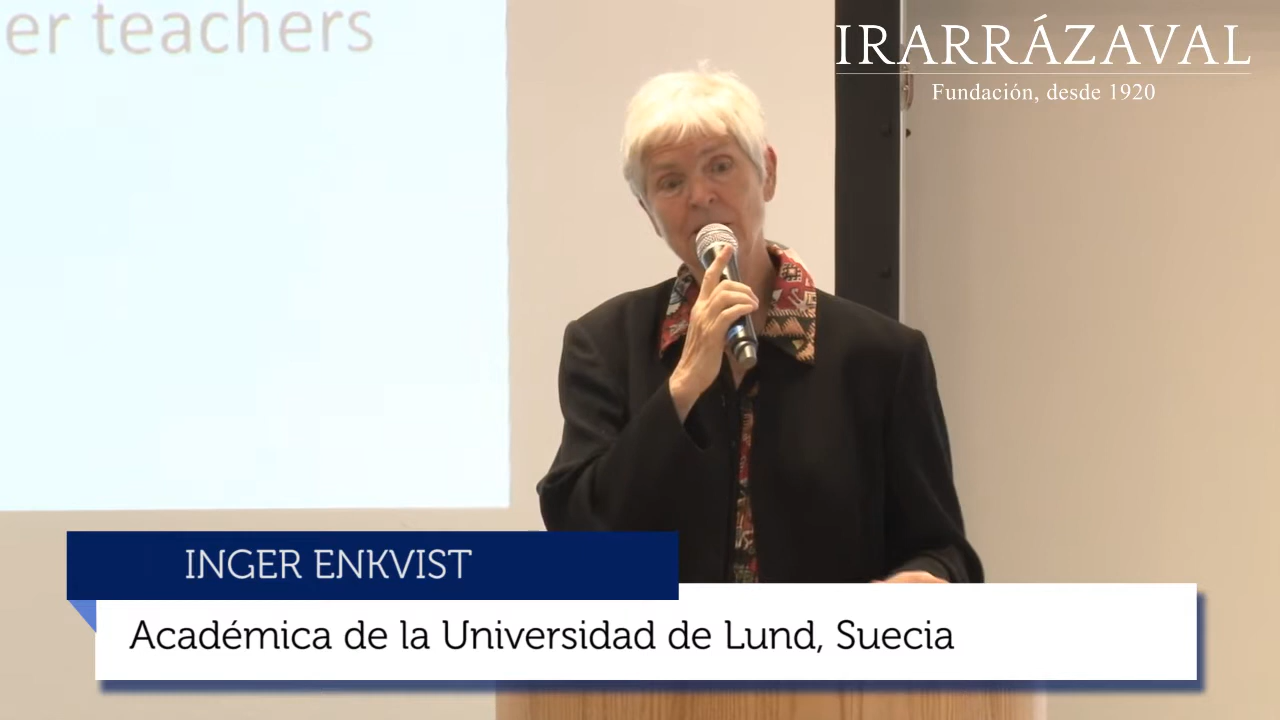 er teachers
IRARRÁZAVAL
Fundación, desde 1920
INGER ENKVIST
Académica de la Universidad de Lund, Suecia